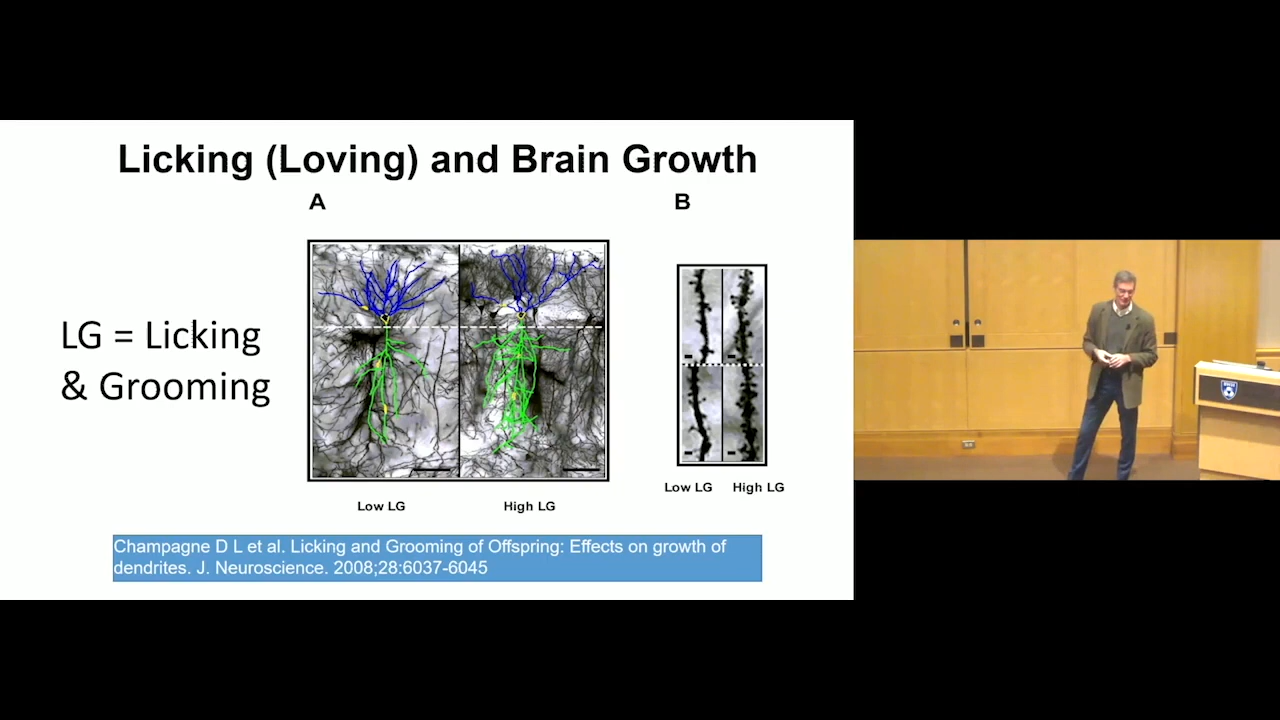 Licking (Loving) and Brain Growth
A
B
LG = Licking
& Grooming
Low LG
High LG
Low LG
High LG
Champagne D L et al. Licking and Grooming of Offspring: Effects on growth of
dendrites. J. Neuroscience. 2008;28:6037-6045